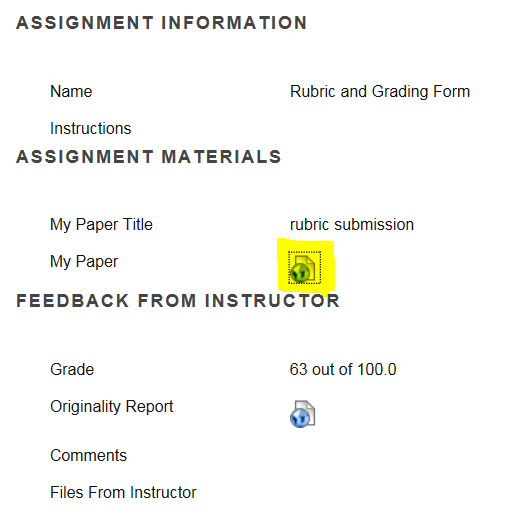 ASSIGNMENT INFORMATION
Name Rubric and Grading Form
Instructions
ASSIGNMENT MATERIALS
My Paper Title rubric submission
My Paper
FEEDBACK FROM INSTRUCTOR
Grade 63 out of 100.0
Originality Report
Comments
Files From Instructor